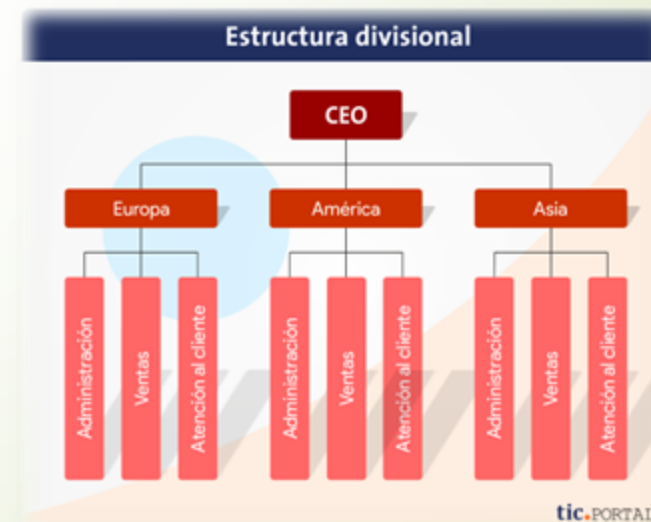 Estructura divisional
CEO
Europa
América
Asia
Administración
Ventas
Atención al cliente
Administración
Ventas
Atención al cliente
Administración
Ventas
Atención al cliente
tic.PORTAL